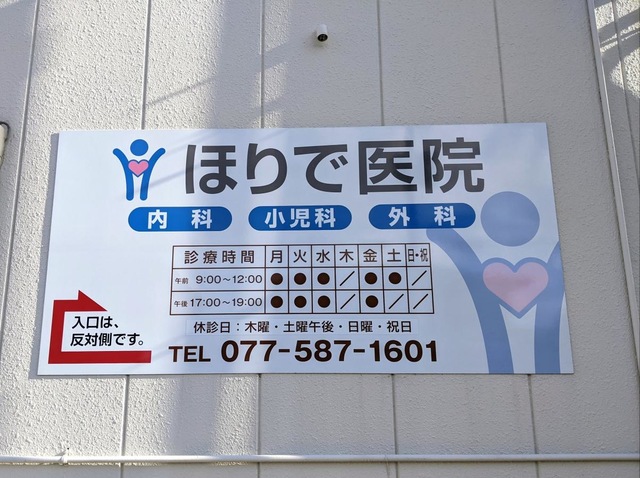 ほりで医院
内科 小児科 外科
診療時間 月 火 水 木 金 土 日・祝
午前 9:00〜12:00 ● ● ● ／ ● ● ／
午後 17:00〜19:00 ● ● ● ／ ● ／ ／
休診日：木曜・土曜午後・日曜・祝日
入口は、
反対側です。
TEL 077-587-1601